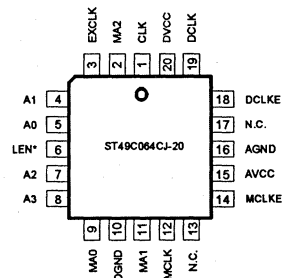 EXCLK MA2 CLK DVCC DCLK
3 2 1 20 19
A1 4 18 DCLKE
A0 5 17 N.C.
LEN* 6 ST49C064CJ-20 16 AGND
A2 7 15 AVCC
A3 8 14 MCLKE
9 10 11 12 13
MA0 DGND MA1 MCLK N.C.